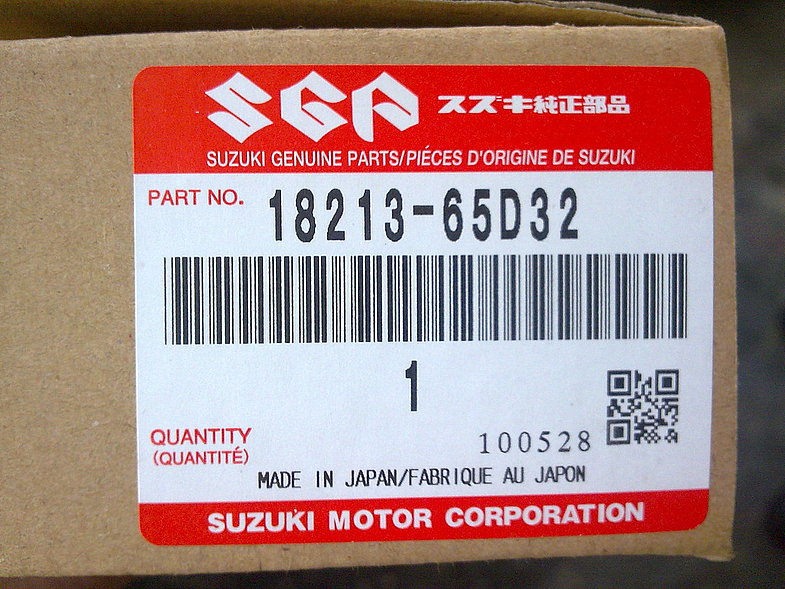 SGP スズキ純正部品
SUZUKI GENUINE PARTS/PIÉCES D'ORIGINE DE SUZUKI
PART NO. 18213-65D32
1
QUANTITY
(QUANTITÉ)
100528
MADE IN JAPAN/FABRIQUE AU JAPON
SUZUKI MOTOR CORPORATION